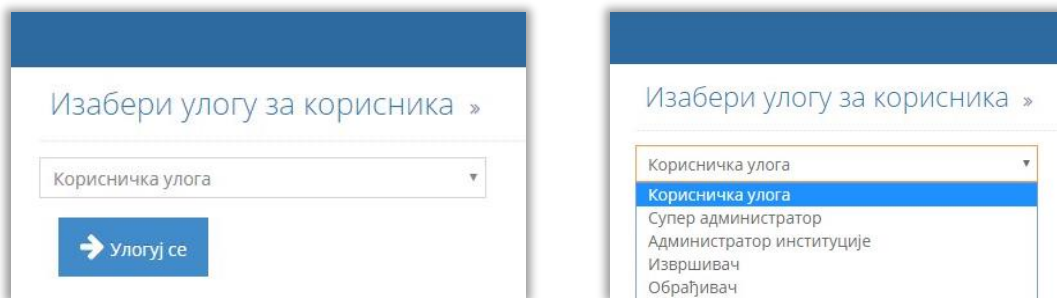 Изабери улогу за корисника »
Корисничка улога
Улогуј се
Изабери улогу за корисника »
Корисничка улога
Корисничка улога
Супер администратор
Администратор институције
Извршивач
Обрађивач